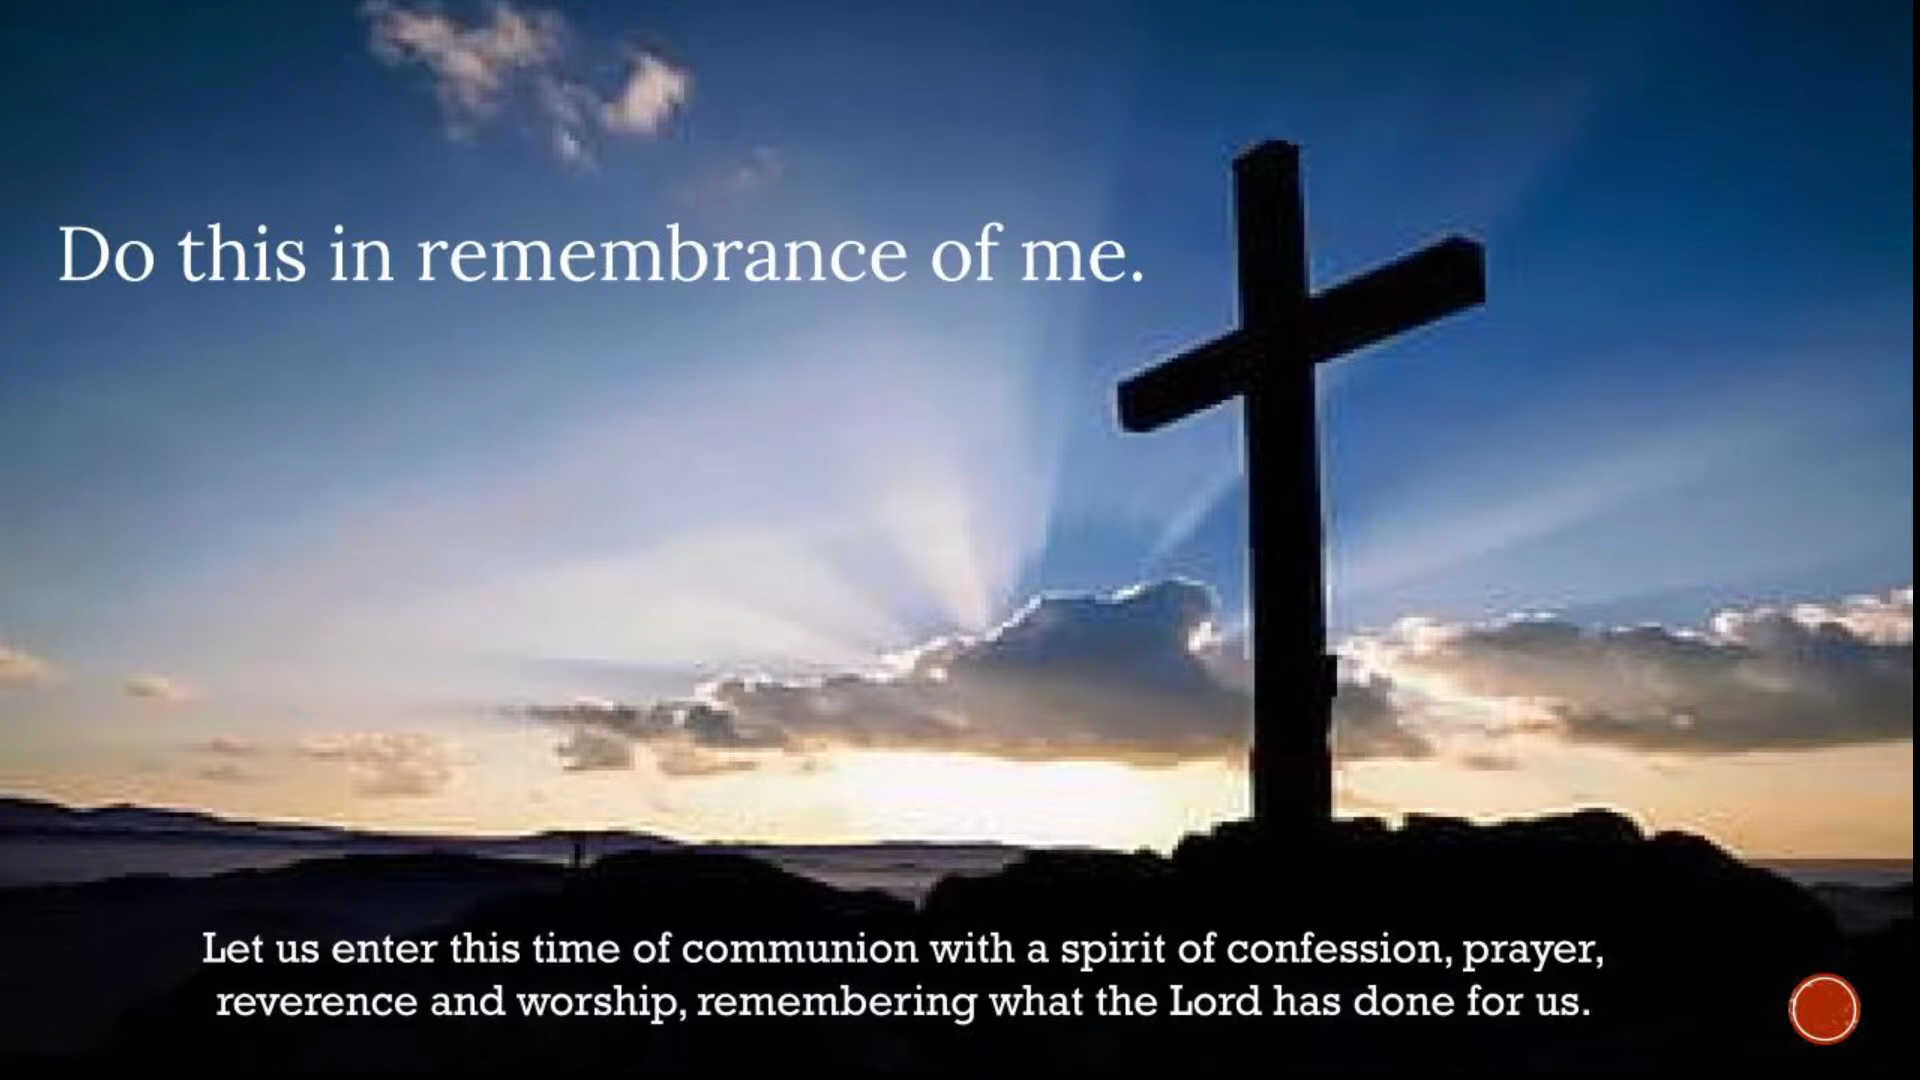 Do this in remembrance of me.
Let us enter this time of communion with a spirit of confession, prayer,
reverence and worship, remembering what the Lord has done for us.